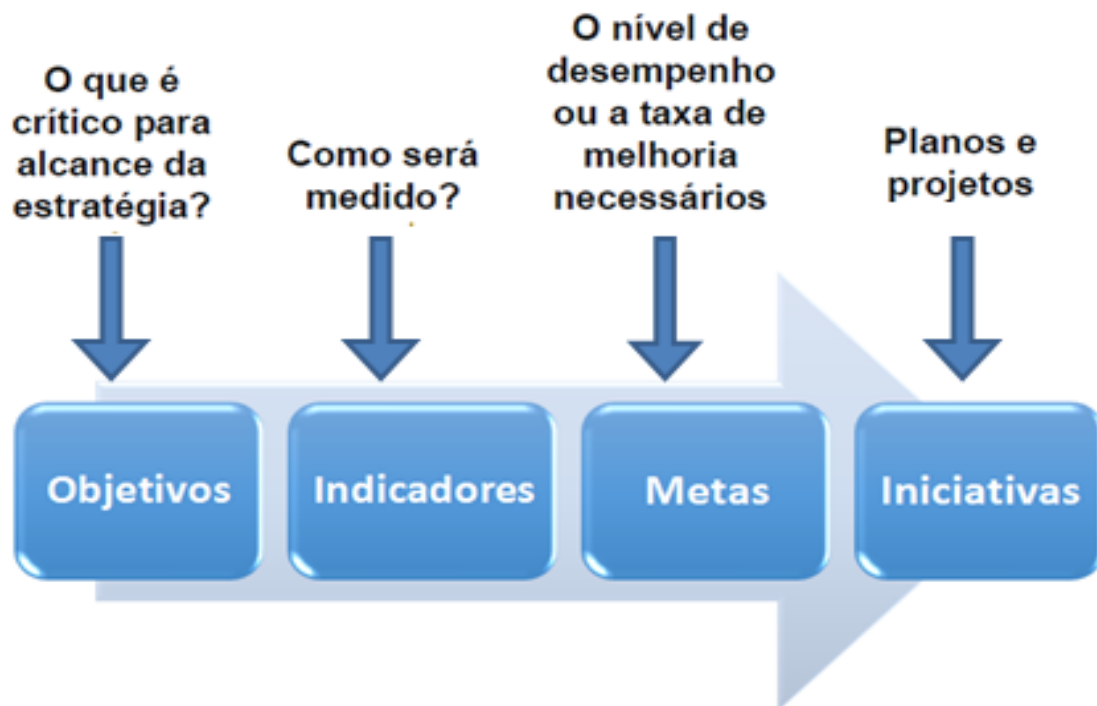 O que é
crítico para
alcance da
estratégia?
Como será
medido?
O nível de
desempenho
ou a taxa de
melhoria
necessários
Planos e
projetos
Objetivos
Indicadores
Metas
Iniciativas